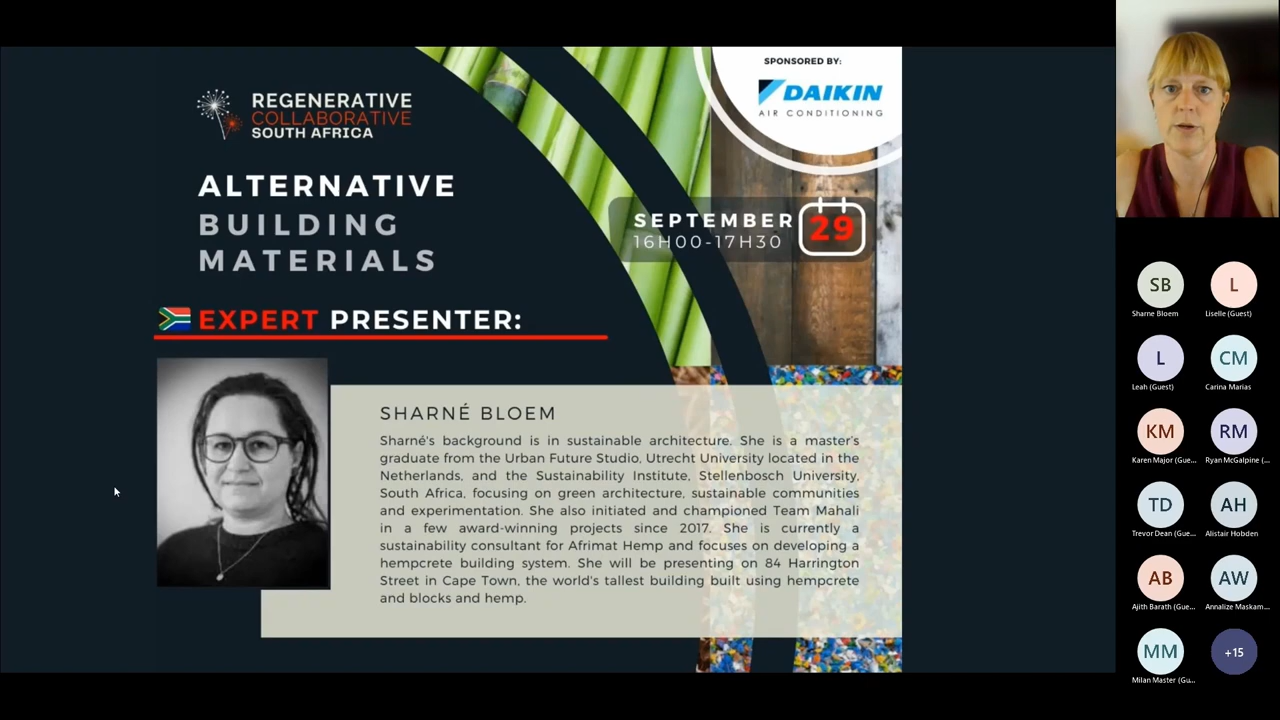 SPONSORED BY:
DAIKIN
AIR CONDITIONING
REGENERATIVE
COLLABORATIVE
SOUTH AFRICA
ALTERNATIVE
BUILDING
MATERIALS
SEPTEMBER 29
16H00-17H30
EXPERT PRESENTER:
SHARNÉ BLOEM
Sharné's background is in sustainable architecture. She is a master's
graduate from the Urban Future Studio, Utrecht University located in the
Netherlands, and the Sustainability Institute, Stellenbosch University,
South Africa, focusing on green architecture, sustainable communities
and experimentation. She also initiated and championed Team Mahali
in a few award-winning projects since 2017. She is currently a
sustainability consultant for Afrimat Hemp and focuses on developing a
hempcrete building system. She will be presenting on 84 Harrington
Street in Cape Town, the world's tallest building built using hempcrete
and blocks and hemp.
SB L
Sharne Bloem Liselle (Guest)
L CM
Leah (Guest) Carina Marias
KM RM
Karen Major (Gue... Ryan McGalpine (...
TD AH
Trevor Dean (Gue... Alistair Hobden
AB AW
Ajith Barath (Gue... Annalize Maskam...
MM +15
Milan Master (Gu...